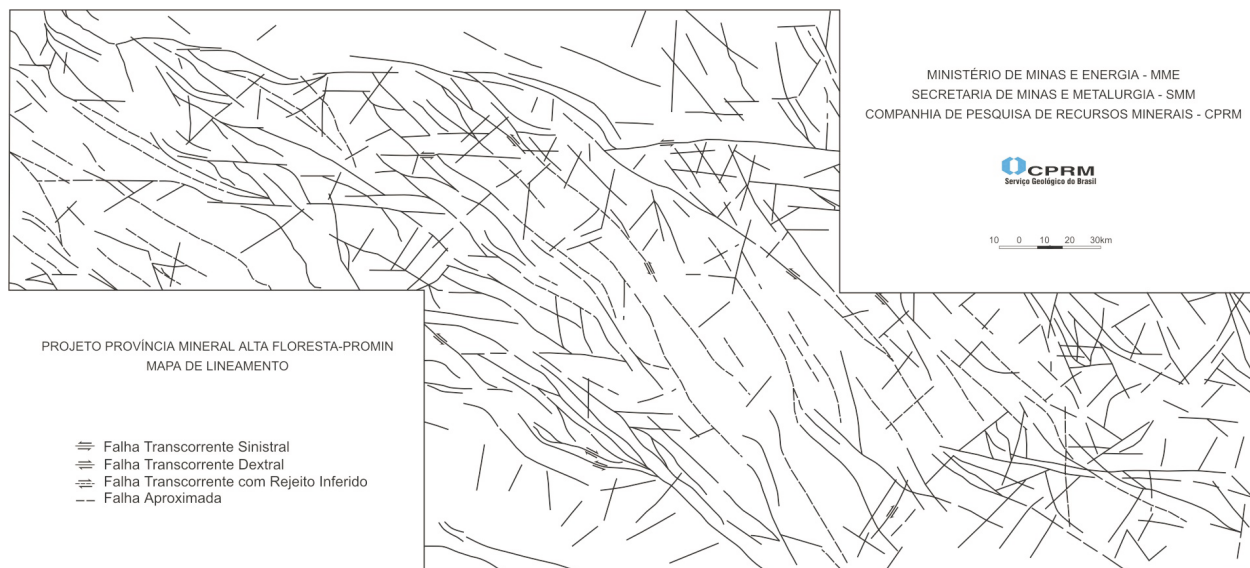 MINISTÉRIO DE MINAS E ENERGIA - MME
SECRETARIA DE MINAS E METALURGIA - SMM
COMPANHIA DE PESQUISA DE RECURSOS MINERAIS - CPRM
CPRM
Serviço Geológico do Brasil
10 0 10 20 30km
PROJETO PROVÍNCIA MINERAL ALTA FLORESTA-PROMIN
MAPA DE LINEAMENTO
Falha Transcorrente Sinistral
Falha Transcorrente Dextral
Falha Transcorrente com Rejeito Inferido
Falha Aproximada